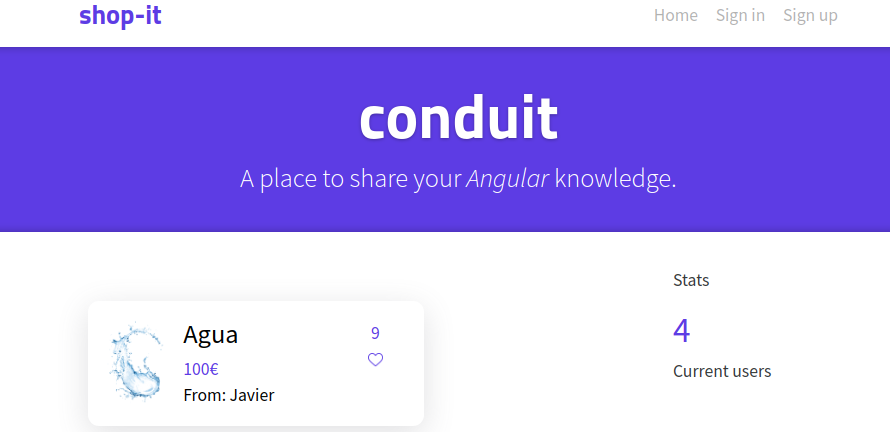 shop-it
Home Sign in Sign up
conduit
A place to share your Angular knowledge.
Agua
9
100€
From: Javier
Stats
4
Current users